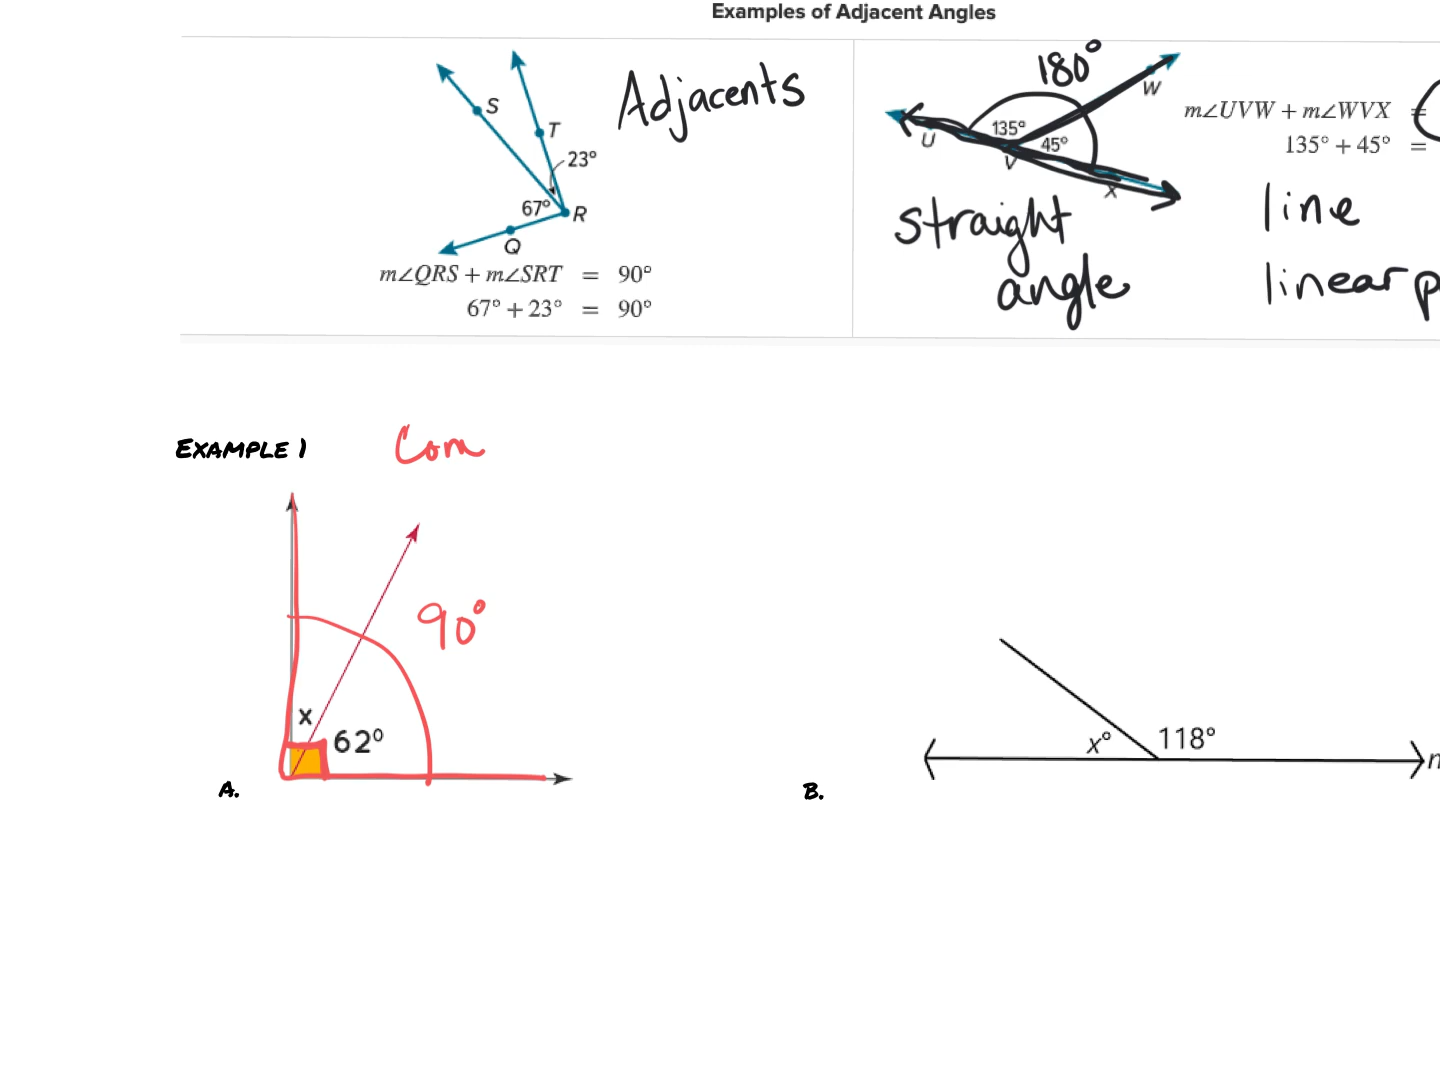 Examples of Adjacent Angles
S
T
23°
67°
R
Q
m∠QRS + m∠SRT = 90°
67° + 23° = 90°
Adjacents
180°
W
U
135°
45°
V
X
m∠UVW + m∠WVX =
135° + 45° =
straight
angle
line
linear p
EXAMPLE 1
Com
90°
x
62°
A.
x°
118°
B.